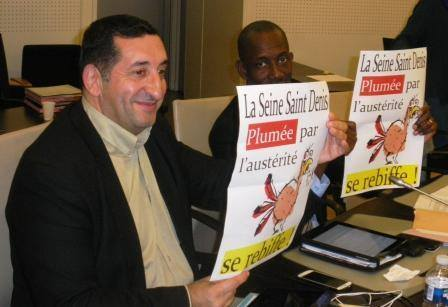 La Seine Saint Denis
Plumée par
l'austérité
se rebiffe !
La Seine Saint Denis
Plumée par
l'austérité
se rebiffe !